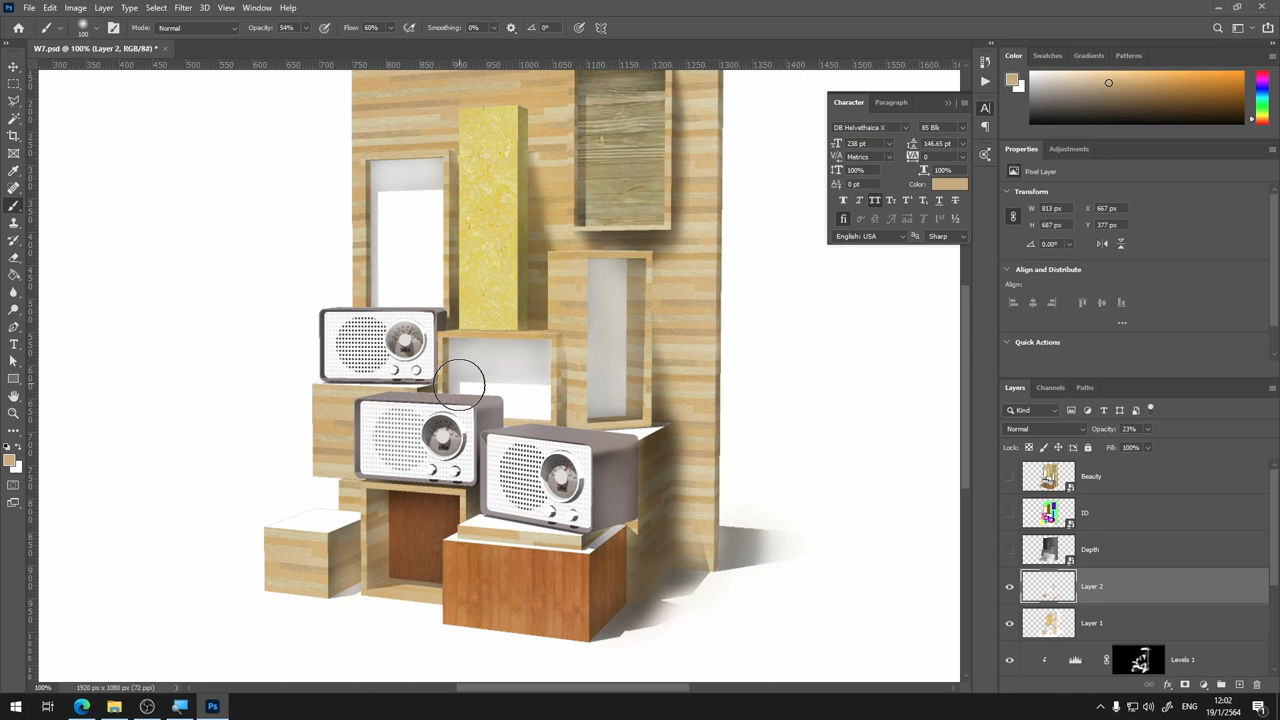 File Edit Image Layer Type Select Filter 3D View Window Help
100 Mode: Normal Opacity: 54% Flow: 60% Smoothing: 0% 0°
W7.psd @ 100% (Layer 2, RGB/8#) * ×
Color Swatches Gradients Patterns
Character Paragraph
DB Helvethaica X 85 Blk
238 pt 146.65 pt
Metrics 0
100% 100%
0 pt Color:
English: USA Sharp
Properties Adjustments
Pixel Layer
Transform
W 813 px X 667 px
H 687 px Y 377 px
0.00°
Align and Distribute
Align:
Quick Actions
Layers Channels Paths
Kind
Normal Opacity: 23%
Lock: Fill: 100%
Beauty
ID
Depth
Layer 2
Layer 1
Levels 1
100% 1920 px x 1080 px (72 ppi)
ENG 12:02
19/1/2564